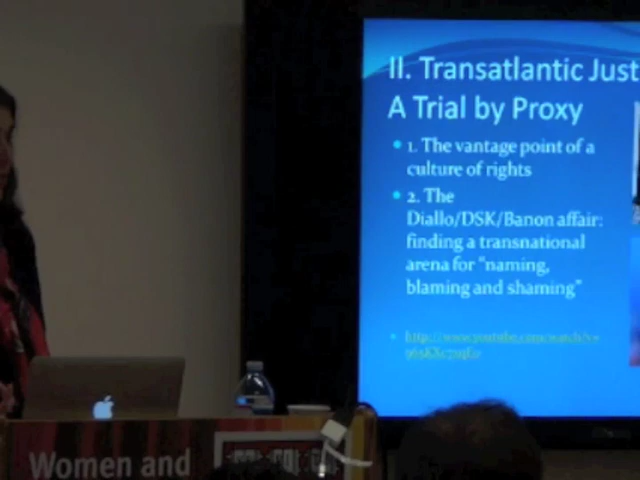 II. Transatlantic Just
A Trial by Proxy
1. The vantage point of a
culture of rights
2. The
Diallo/DSK/Banon affair:
finding a transnational
arena for "naming,
blaming and shaming"
Women and